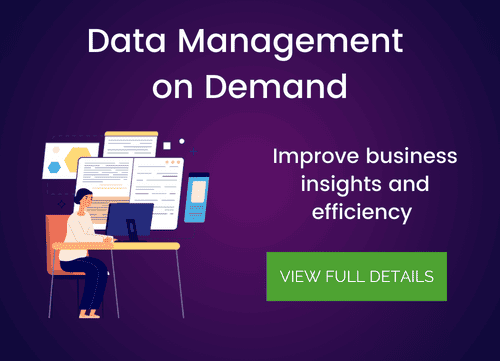 Data Management
on Demand
Improve business
insights and
efficiency
VIEW FULL DETAILS